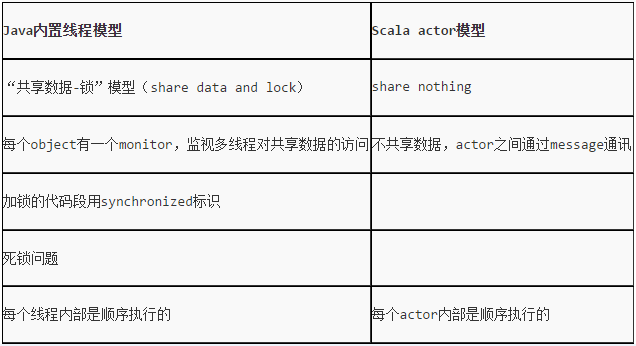 Java内置线程模型 Scala actor模型
“共享数据-锁”模型（share data and lock） share nothing
每个object有一个monitor，监视多线程对共享数据的访问 不共享数据，actor之间通过message通讯
加锁的代码段用synchronized标识
死锁问题
每个线程内部是顺序执行的 每个actor内部是顺序执行的